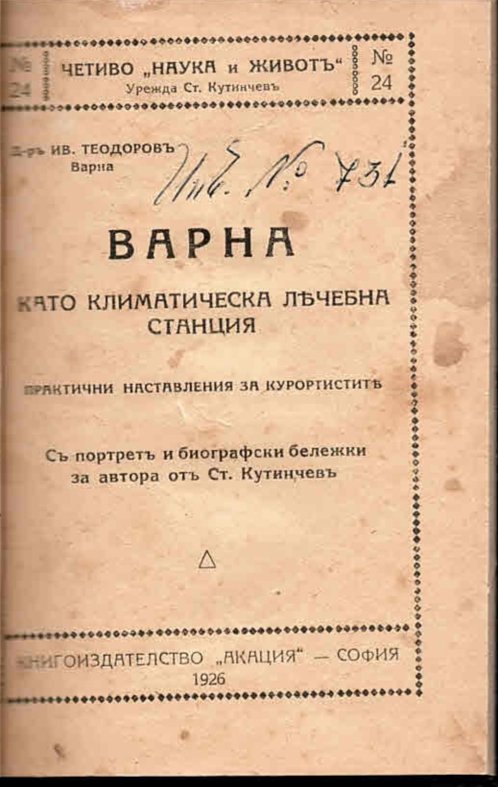 № ЧЕТИВО „НАУКА и ЖИВОТЪ“ №
24 Урежда Ст. Кутинчевъ 24
Д-ръ ИВ. ТЕОДОРОВЪ
Варна
Инв. № 731
ВАРНА
КАТО КЛИМАТИЧЕСКА ЛѢЧЕБНА
СТАНЦИЯ
ПРАКТИЧНИ НАСТАВЛЕНИЯ ЗА КУРОРТИСТИТѢ
Съ портретъ и биографски бележки
за автора отъ Ст. Кутинчевъ
КНИГОИЗДАТЕЛСТВО „АКАЦИЯ“ — СОФИЯ
1926